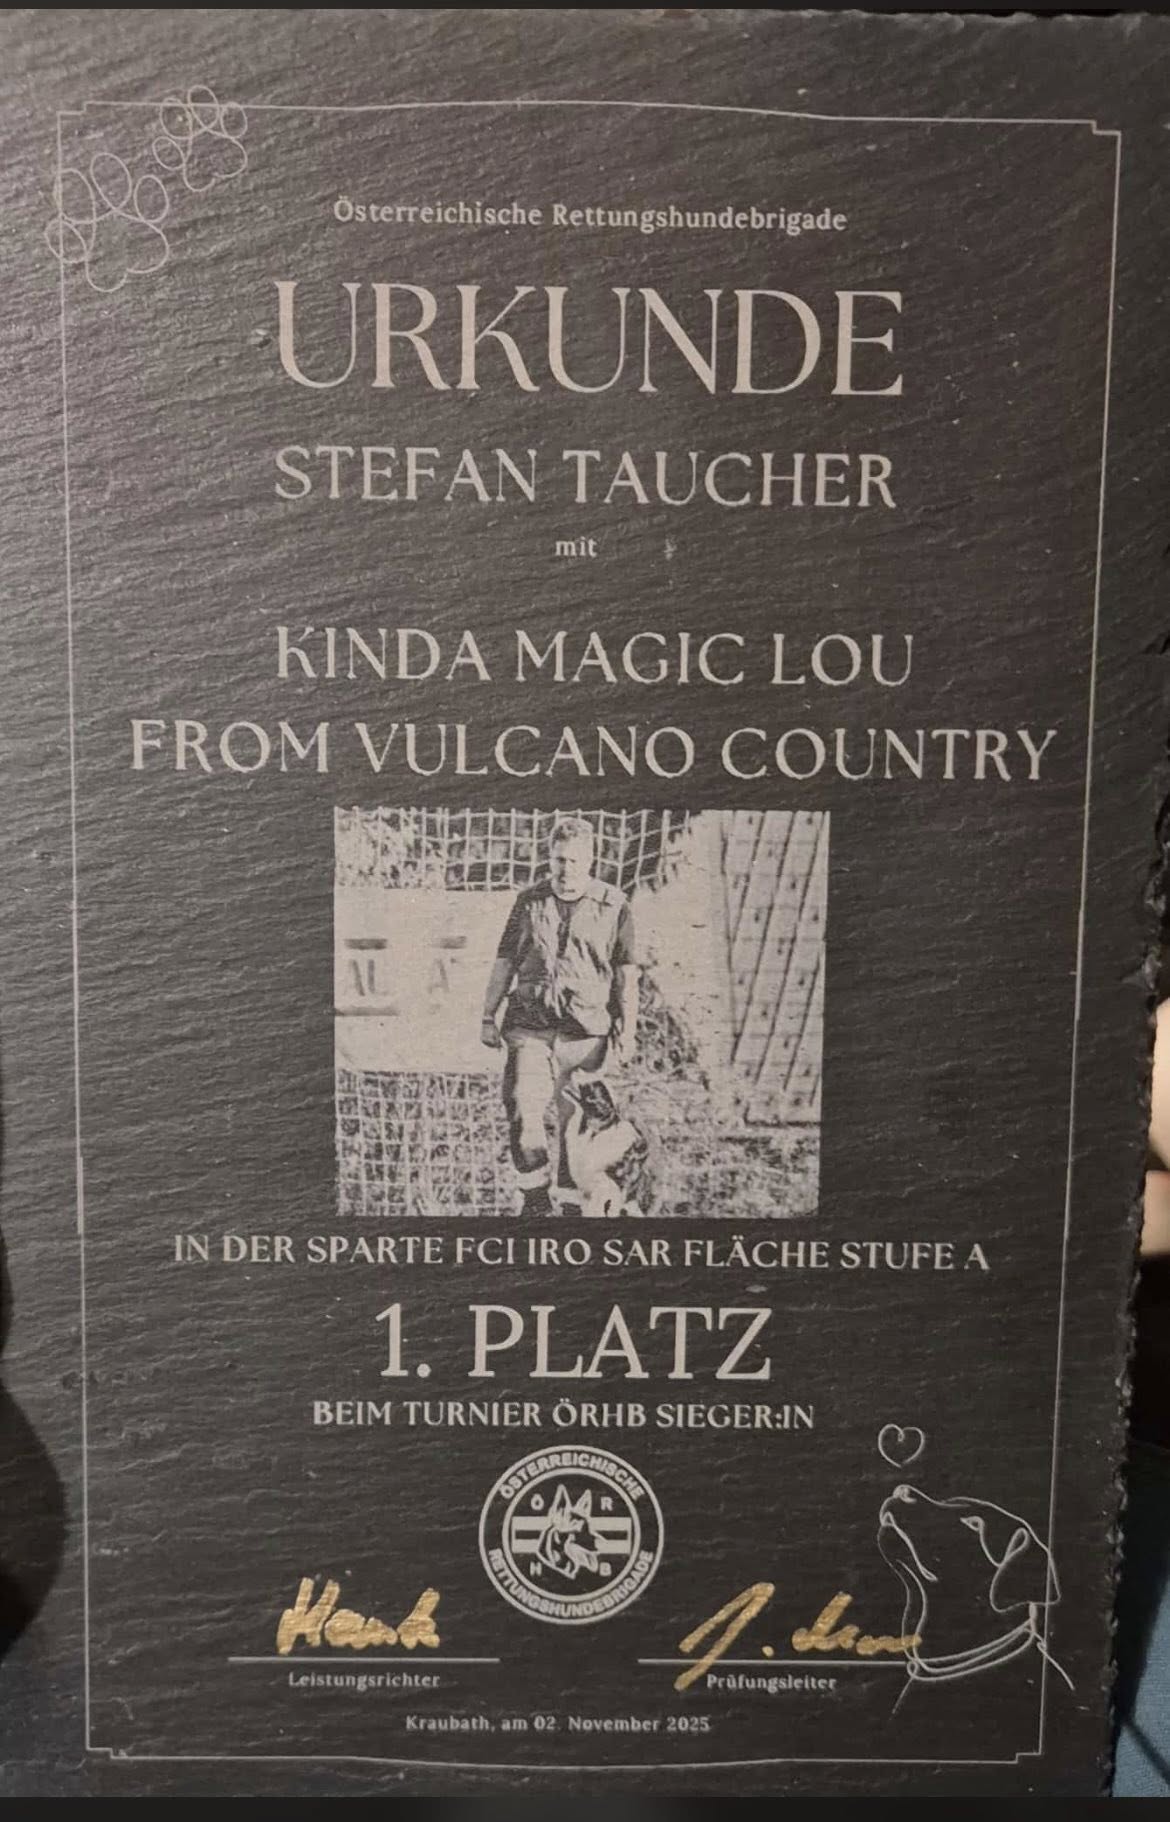 Österreichische Rettungshundebrigade
URKUNDE
STEFAN TAUCHER
mit
KINDA MAGIC LOU
FROM VULCANO COUNTRY
IN DER SPARTE FCI IRO SAR FLÄCHE STUFE A
1. PLATZ
BEIM TURNIER ÖRHB SIEGER:IN
ÖSTERREICHISCHE
Ö R
H B
RETTUNGSHUNDEBRIGADE
Leistungsrichter
Prüfungsleiter
Kraubath, am 02. November 2025